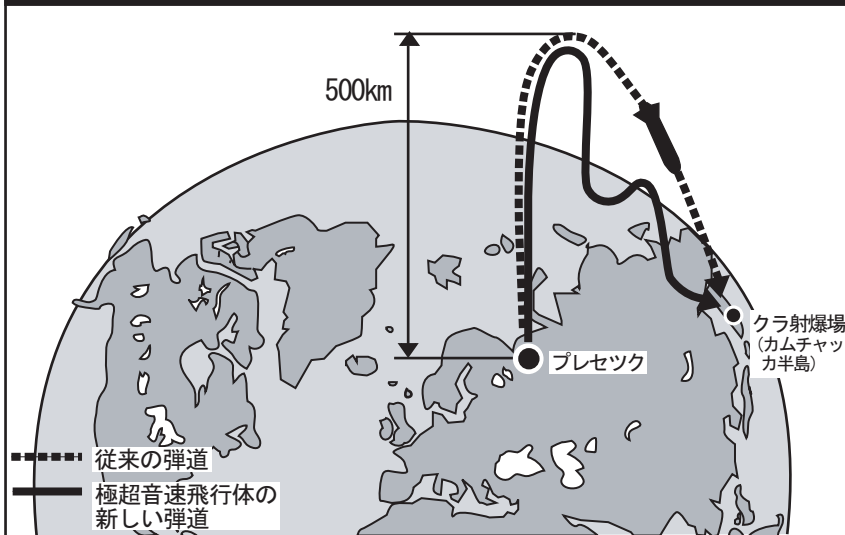 500km
プレセツク
クラ射爆場
（カムチャッ
カ半島）
従来の弾道
極超音速飛行体の
新しい弾道